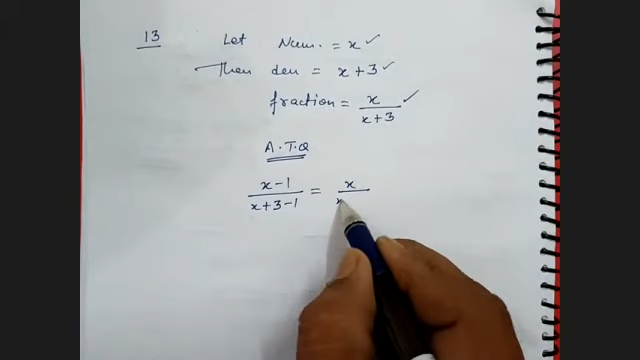 13
Let Num. = x ✓
Then den = x + 3 ✓
fraction = x / x + 3 ✓
A.T.Q
x - 1 / x + 3 - 1 = x /